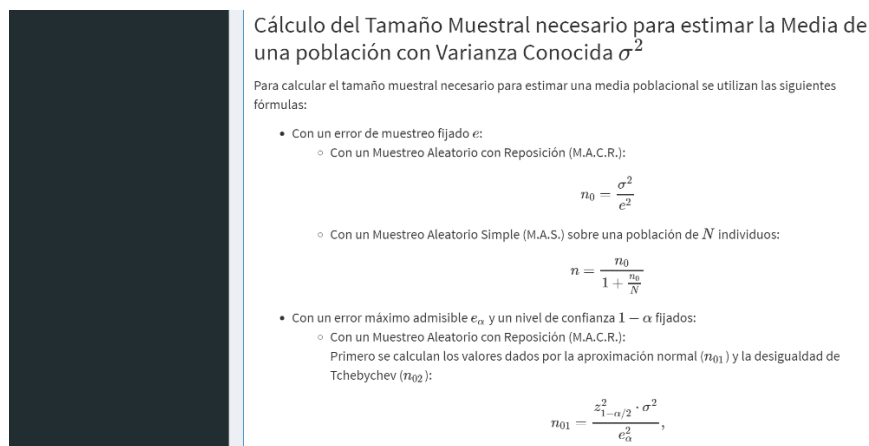 Cálculo del Tamaño Muestral necesario para estimar la Media de
una población con Varianza Conocida σ²
Para calcular el tamaño muestral necesario para estimar una media poblacional se utilizan las siguientes
fórmulas:
• Con un error de muestreo fijado e:
◦ Con un Muestreo Aleatorio con Reposición (M.A.C.R.):
n₀ = σ² / e²
◦ Con un Muestreo Aleatorio Simple (M.A.S.) sobre una población de N individuos:
n = n₀ / (1 + n₀/N)
• Con un error máximo admisible eα y un nivel de confianza 1 − α fijados:
◦ Con un Muestreo Aleatorio con Reposición (M.A.C.R.):
Primero se calculan los valores dados por la aproximación normal (n₀₁) y la desigualdad de
Tchebychev (n₀₂):
n₀₁ = z²₁₋α/₂ · σ² / e²α,